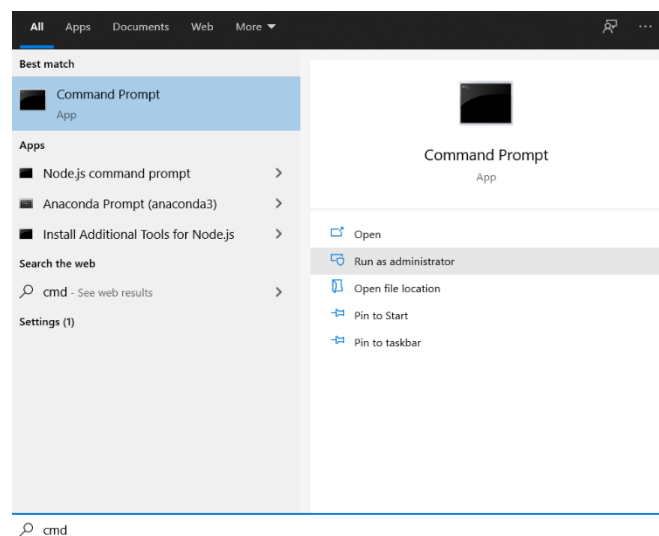 All Apps Documents Web More
Best match
Command Prompt
App
Apps
Node.js command prompt
Anaconda Prompt (anaconda3)
Install Additional Tools for Node.js
Search the web
cmd - See web results
Settings (1)
Command Prompt
App
Open
Run as administrator
Open file location
Pin to Start
Pin to taskbar
cmd